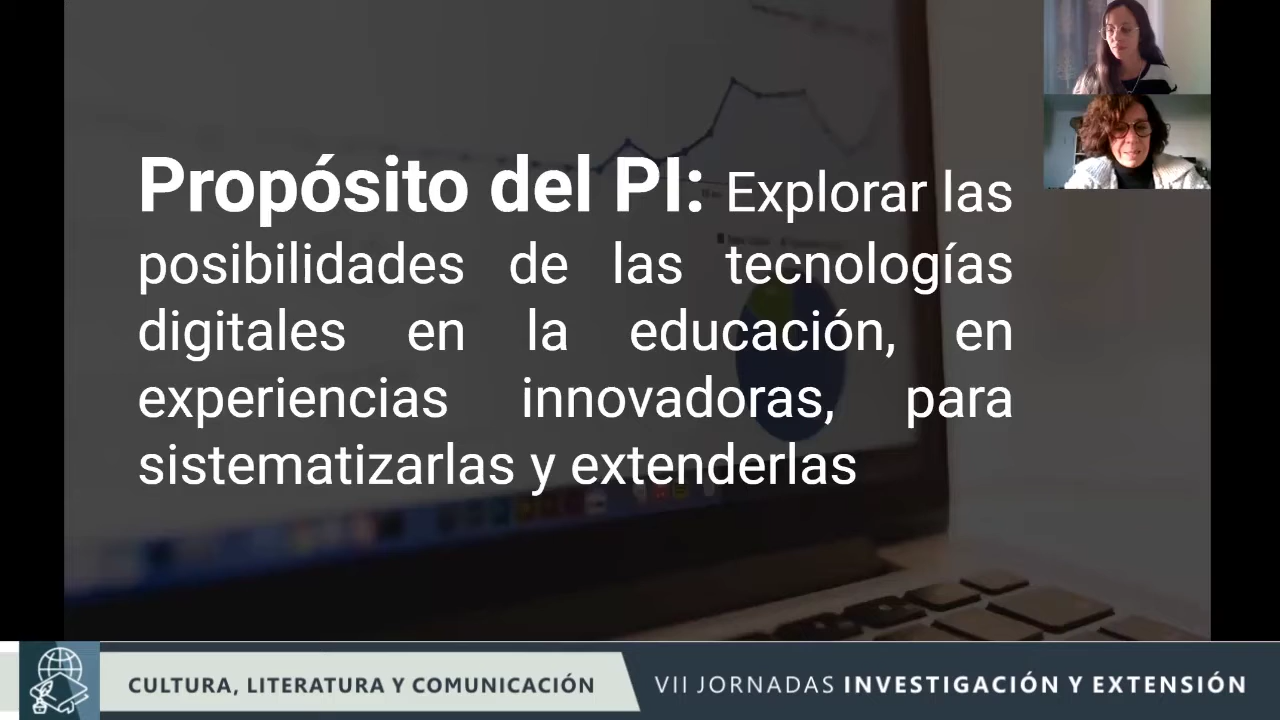 Propósito del PI: Explorar las
posibilidades de las tecnologías
digitales en la educación, en
experiencias innovadoras, para
sistematizarlas y extenderlas
CULTURA, LITERATURA Y COMUNICACIÓN
VII JORNADAS INVESTIGACIÓN Y EXTENSIÓN